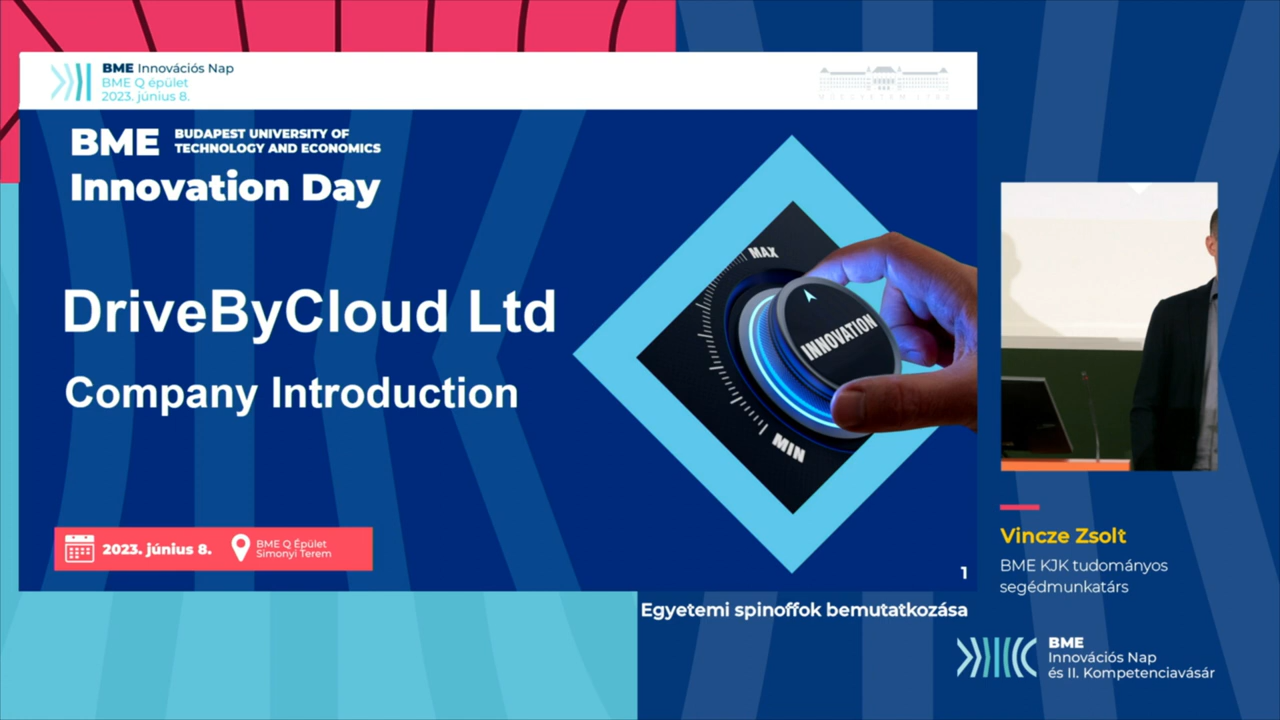 BME Innovációs Nap
BME Q épület
2023. június 8.
MŰEGYETEM 1782
BME BUDAPEST UNIVERSITY OF
TECHNOLOGY AND ECONOMICS
Innovation Day
DriveByCloud Ltd
Company Introduction
MAX
INNOVATION
MIN
2023. június 8.
BME Q Épület
Simonyi Terem
1
Egyetemi spinoffok bemutatkozása
Vincze Zsolt
BME KJK tudományos
segédmunkatárs
BME
Innovációs Nap
és II. Kompetenciavásár